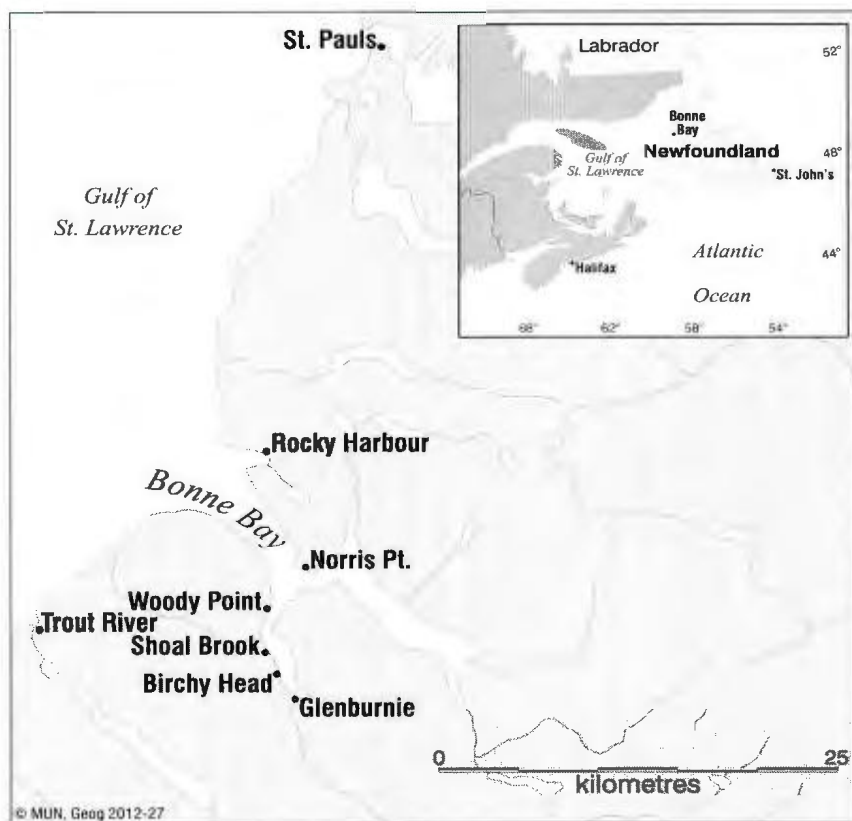 St. Pauls
Labrador
52°
Bonne
Bay
Newfoundland
48°
Gulf of
St. Lawrence
St. John's
Gulf of
St. Lawrence
Atlantic
44°
Halifax
Ocean
68°
62°
58°
54°
Rocky Harbour
Bonne Bay
Norris Pt.
Woody Point
Trout River
Shoal Brook
Birchy Head
Glenburnie
0
25
kilometres
© MUN, Geog 2012-27